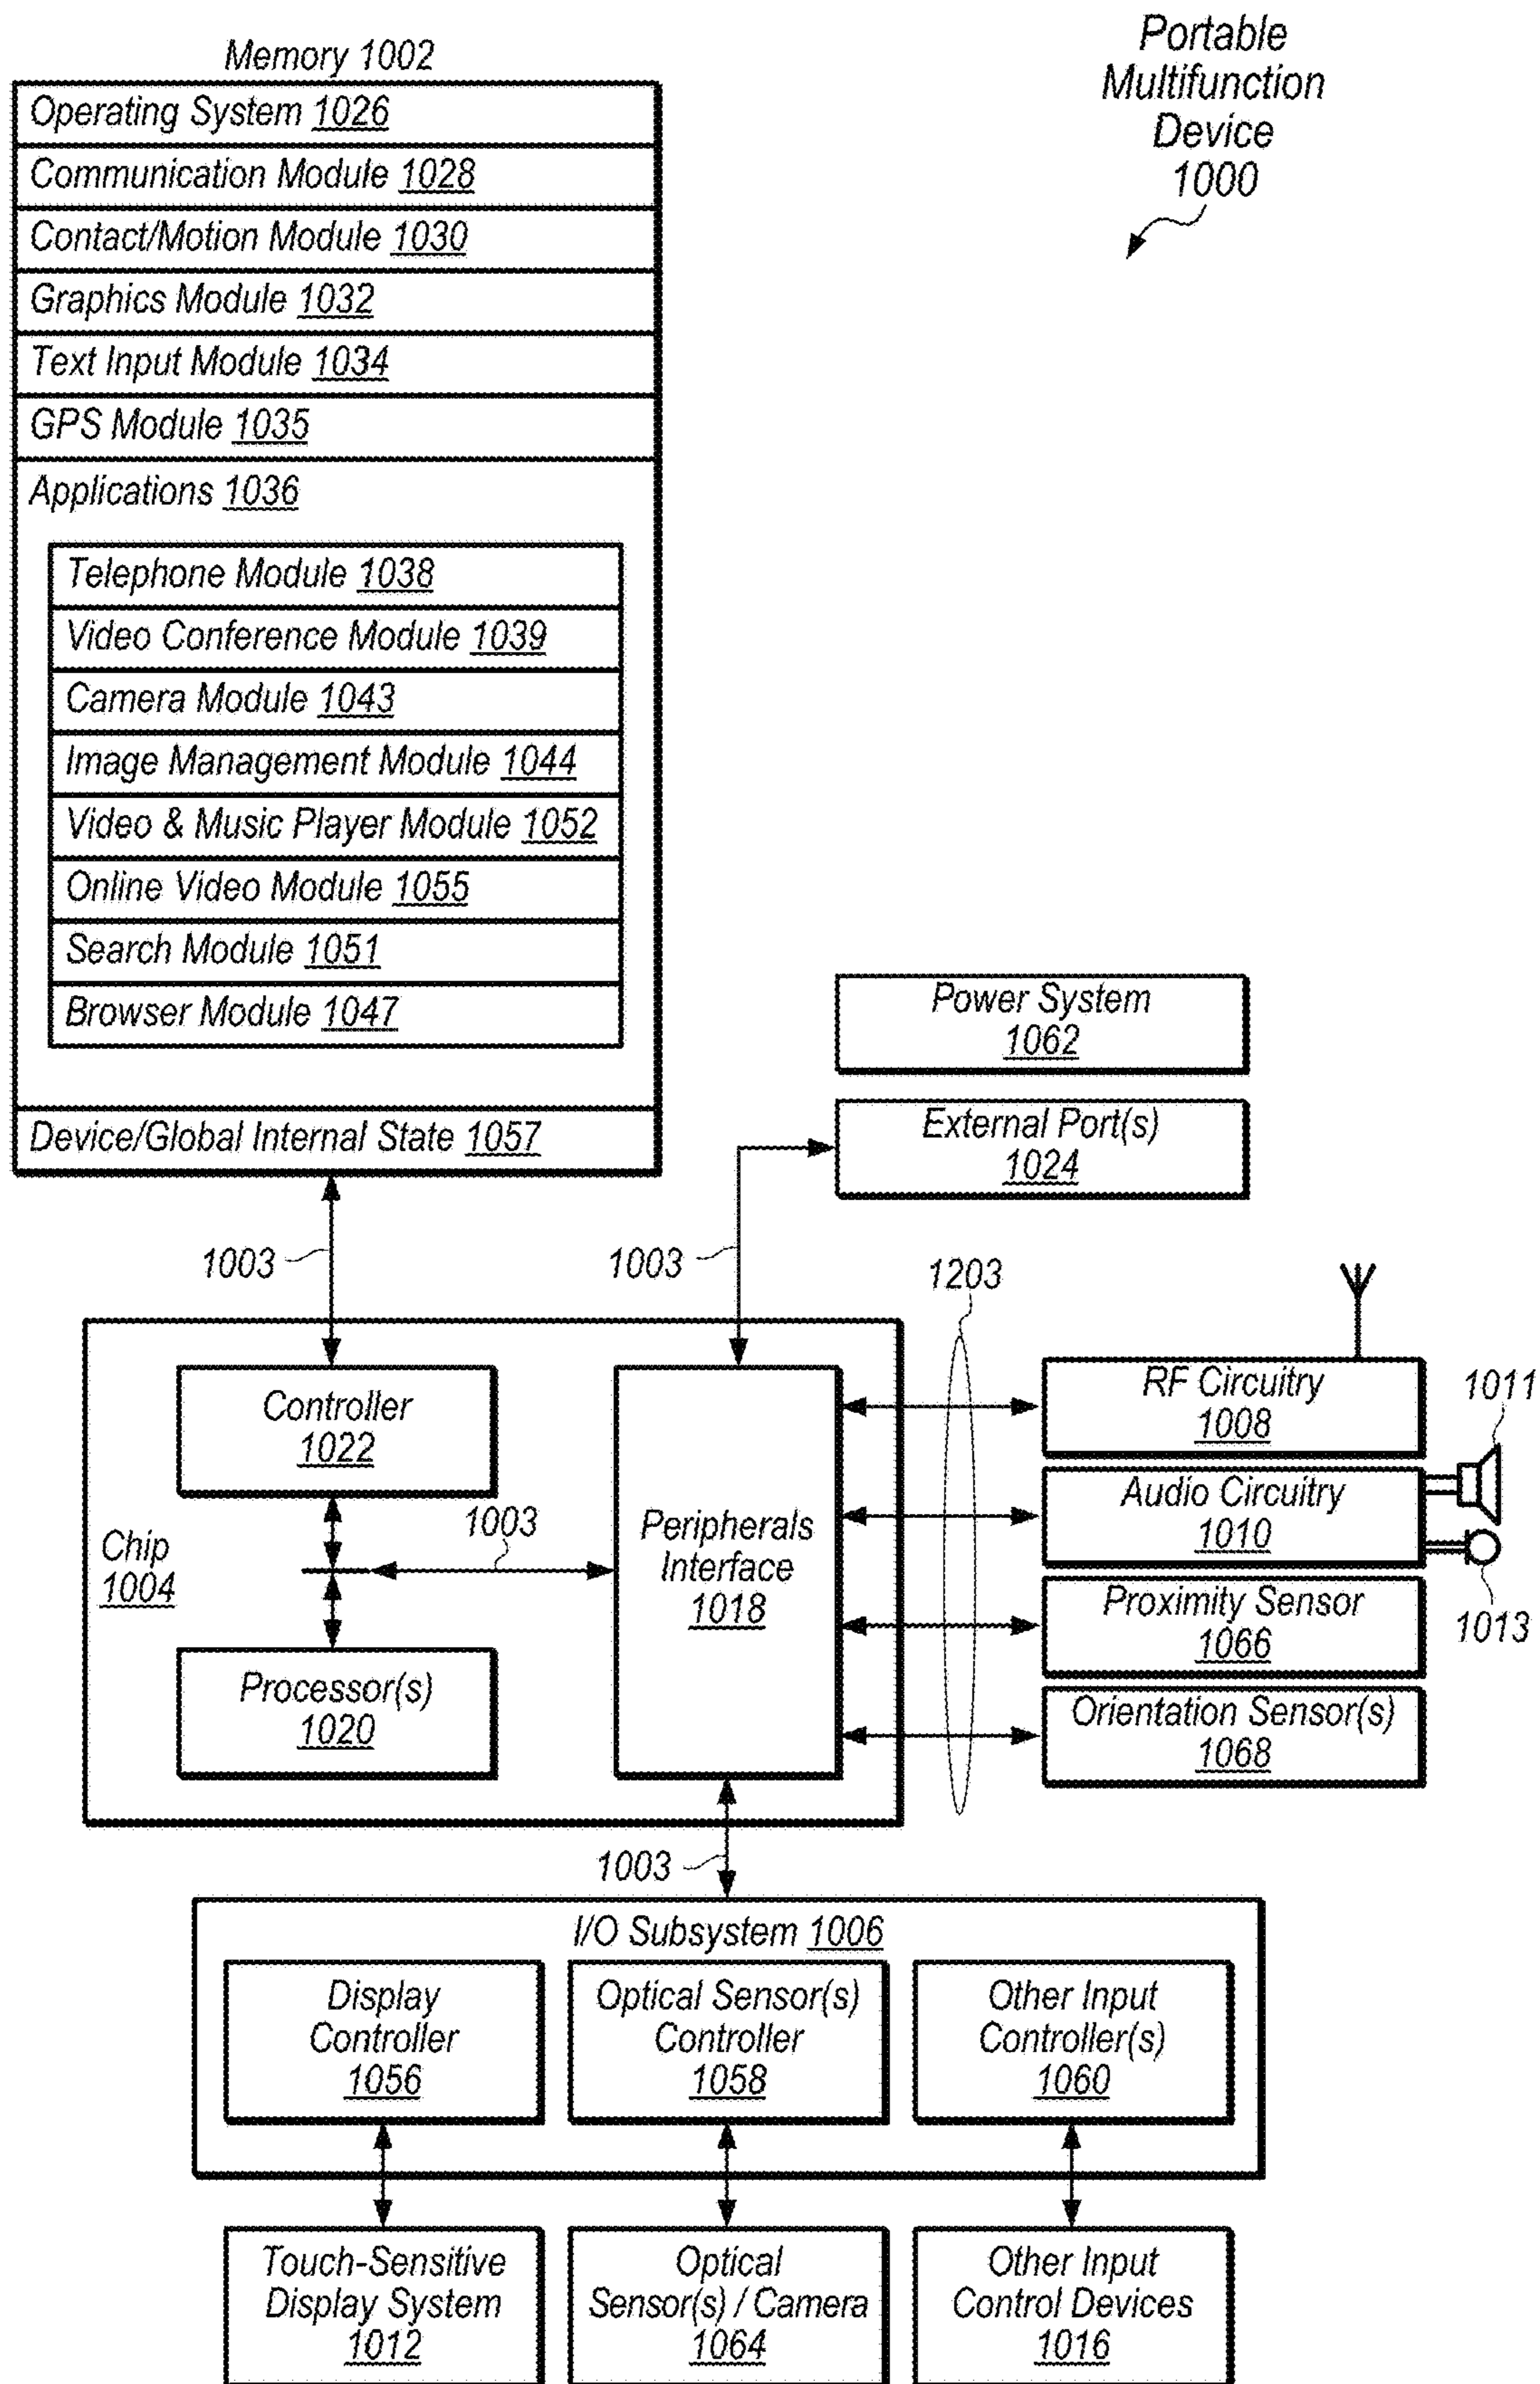 Portable
Multifunction
Device
1000
Memory 1002
Operating System 1026
Communication Module 1028
Contact/Motion Module 1030
Graphics Module 1032
Text Input Module 1034
GPS Module 1035
Applications 1036
Telephone Module 1038
Video Conference Module 1039
Camera Module 1043
Image Management Module 1044
Video & Music Player Module 1052
Online Video Module 1055
Search Module 1051
Browser Module 1047
Device/Global Internal State 1057
Power System
1062
External Port(s)
1024
1003
1003
1203
Controller
1022
Chip
1004
1003
Processor(s)
1020
Peripherals
Interface
1018
RF Circuitry
1008
1011
Audio Circuitry
1010
1013
Proximity Sensor
1066
Orientation Sensor(s)
1068
1003
I/O Subsystem 1006
Display
Controller
1056
Optical Sensor(s)
Controller
1058
Other Input
Controller(s)
1060
Touch-Sensitive
Display System
1012
Optical
Sensor(s) / Camera
1064
Other Input
Control Devices
1016